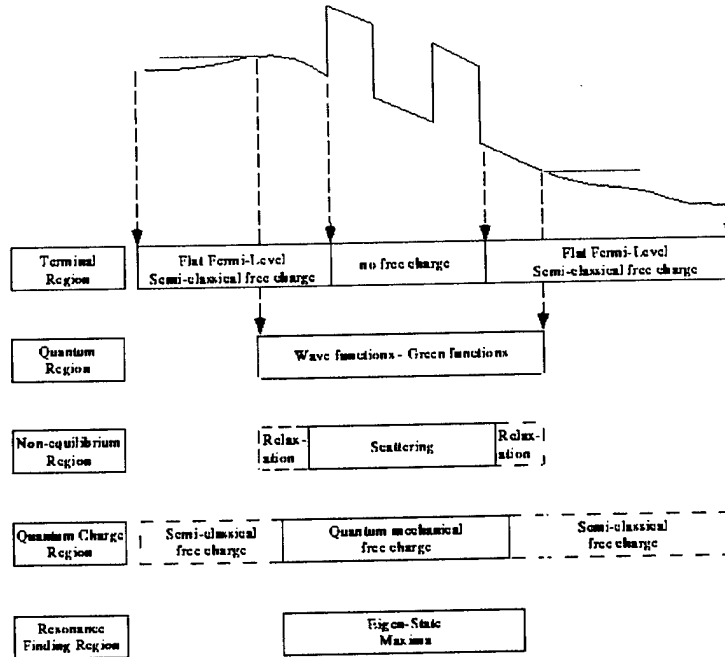 Terminal
Region
Flat Fermi-Level
Semi-classical free charge
no free charge
Flat Fermi-Level
Semi-classical free charge
Quantum
Region
Wave functions - Green functions
Non-equilibrium
Region
Relax-
ation
Scattering
Relax-
ation
Quantum Charge
Region
Semi-classical
free charge
Quantum mechanical
free charge
Semi-classical
free charge
Resonance
Finding Region
Eigen-State
Maxima